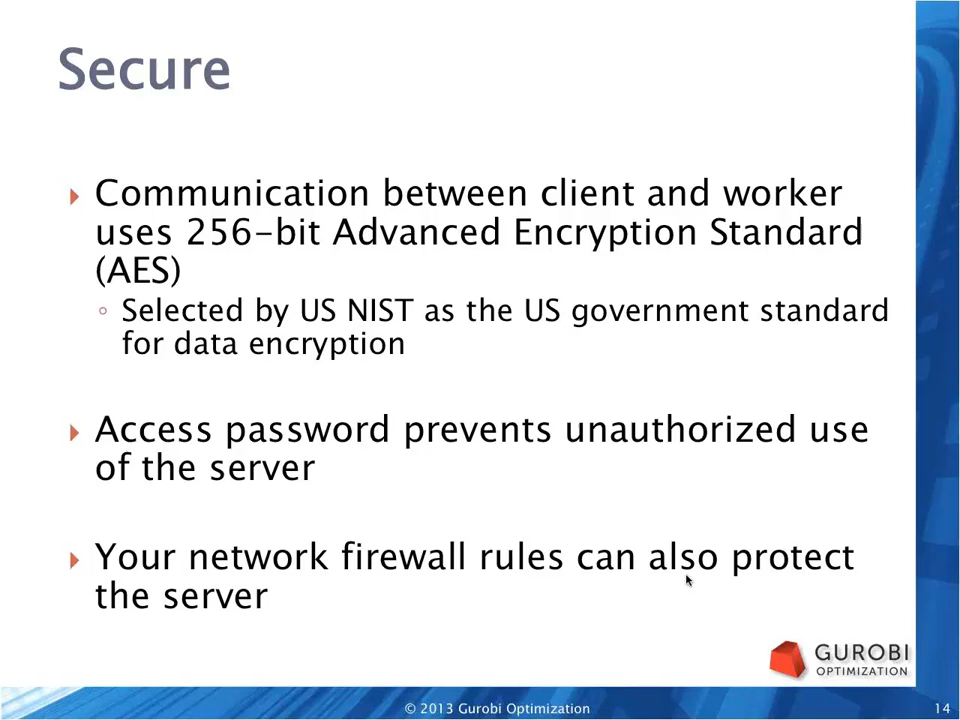 Secure
Communication between client and worker
uses 256-bit Advanced Encryption Standard
(AES)
Selected by US NIST as the US government standard
for data encryption
Access password prevents unauthorized use
of the server
Your network firewall rules can also protect
the server
GUROBI
OPTIMIZATION
© 2013 Gurobi Optimization
14